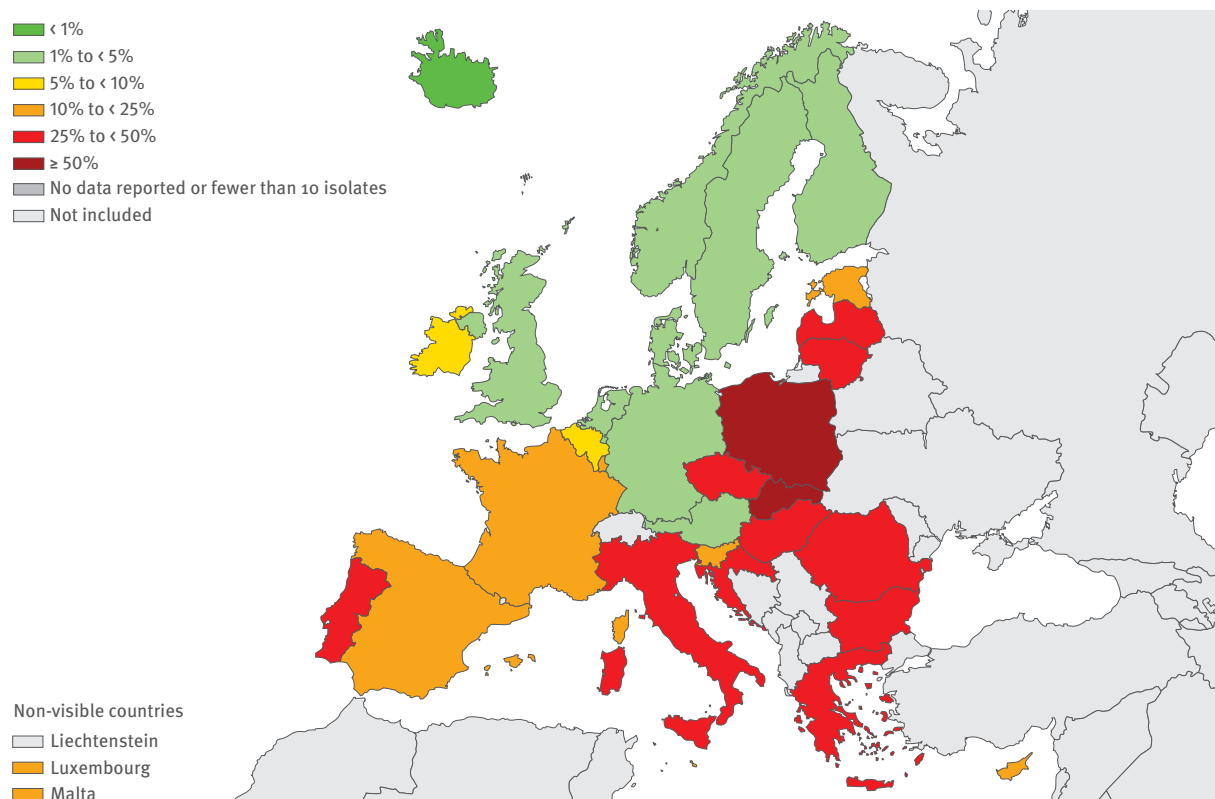 < 1%
1% to < 5%
5% to < 10%
10% to < 25%
25% to < 50%
≥ 50%
No data reported or fewer than 10 isolates
Not included
Non-visible countries
Liechtenstein
Luxembourg
Malta